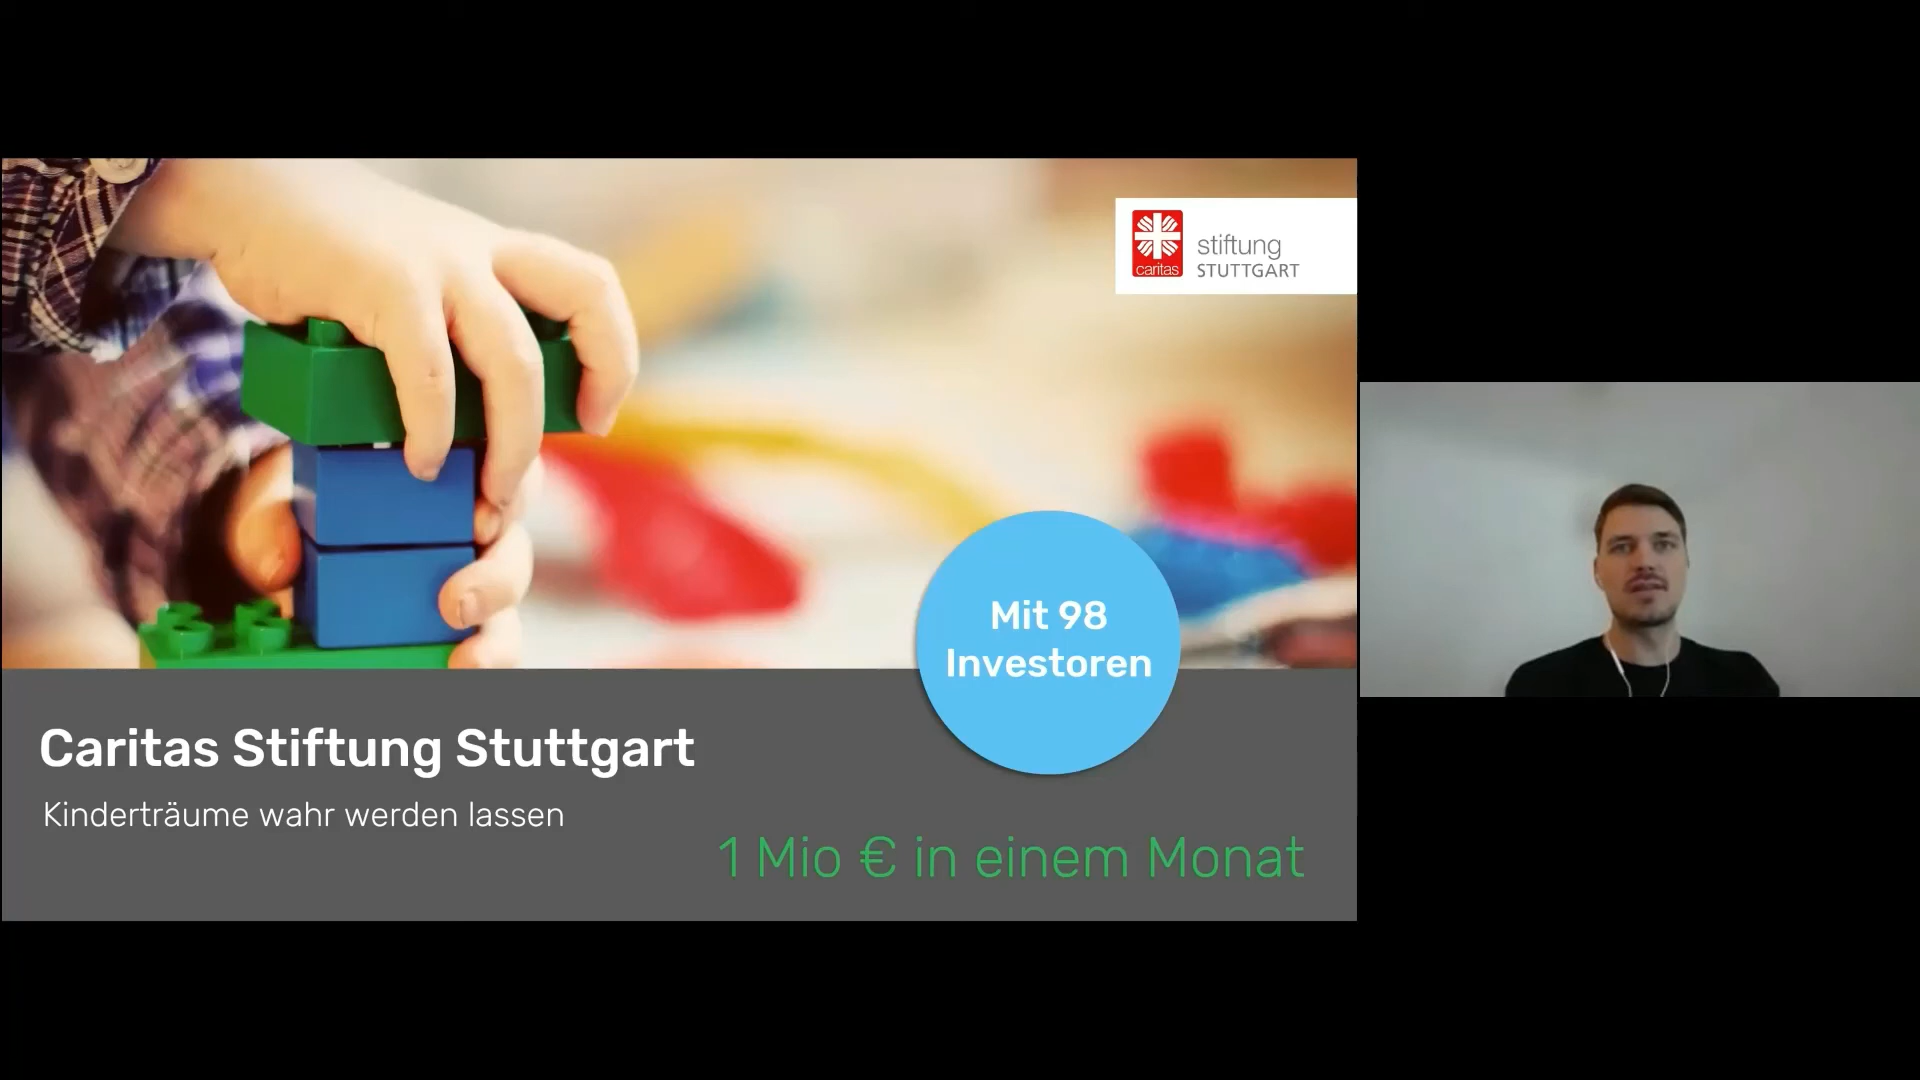 caritas
stiftung
STUTTGART
Mit 98
Investoren
Caritas Stiftung Stuttgart
Kinderträume wahr werden lassen
1 Mio € in einem Monat